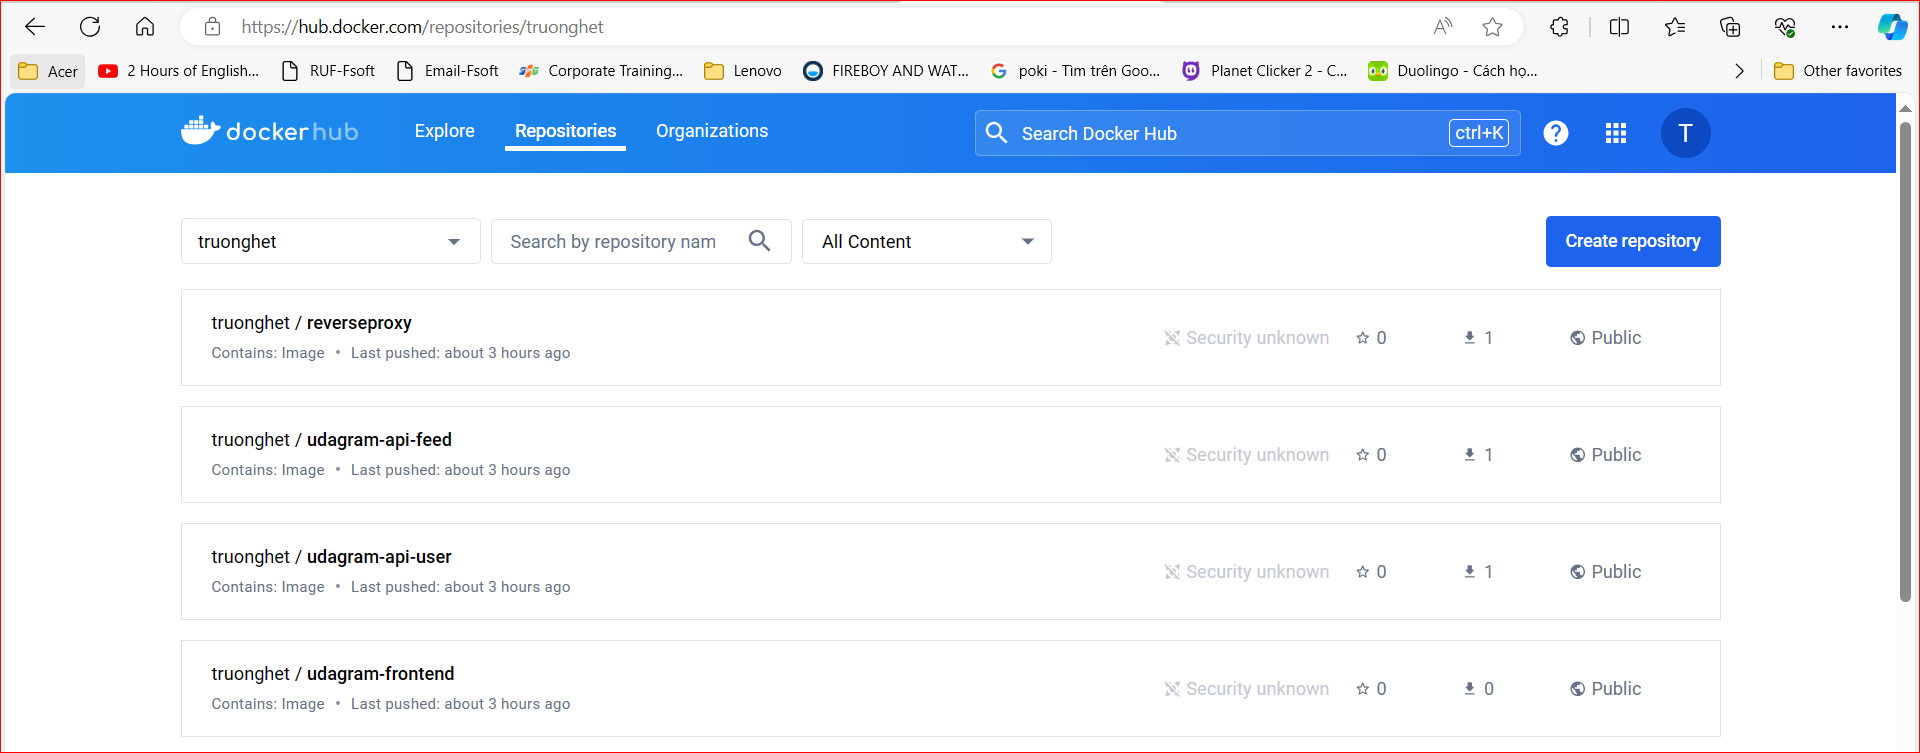 https://hub.docker.com/repositories/truonghet
Acer 2 Hours of English... RUF-Fsoft Email-Fsoft Corporate Training... Lenovo FIREBOY AND WAT... poki - Tìm trên Goo... Planet Clicker 2 - C... Duolingo - Cách họ... Other favorites
docker hub Explore Repositories Organizations Search Docker Hub ctrl+K ? T
truonghet Search by repository nam All Content Create repository
truonghet / reverseproxy
Contains: Image • Last pushed: about 3 hours ago
Security unknown 0 1 Public
truonghet / udagram-api-feed
Contains: Image • Last pushed: about 3 hours ago
Security unknown 0 1 Public
truonghet / udagram-api-user
Contains: Image • Last pushed: about 3 hours ago
Security unknown 0 1 Public
truonghet / udagram-frontend
Contains: Image • Last pushed: about 3 hours ago
Security unknown 0 0 Public